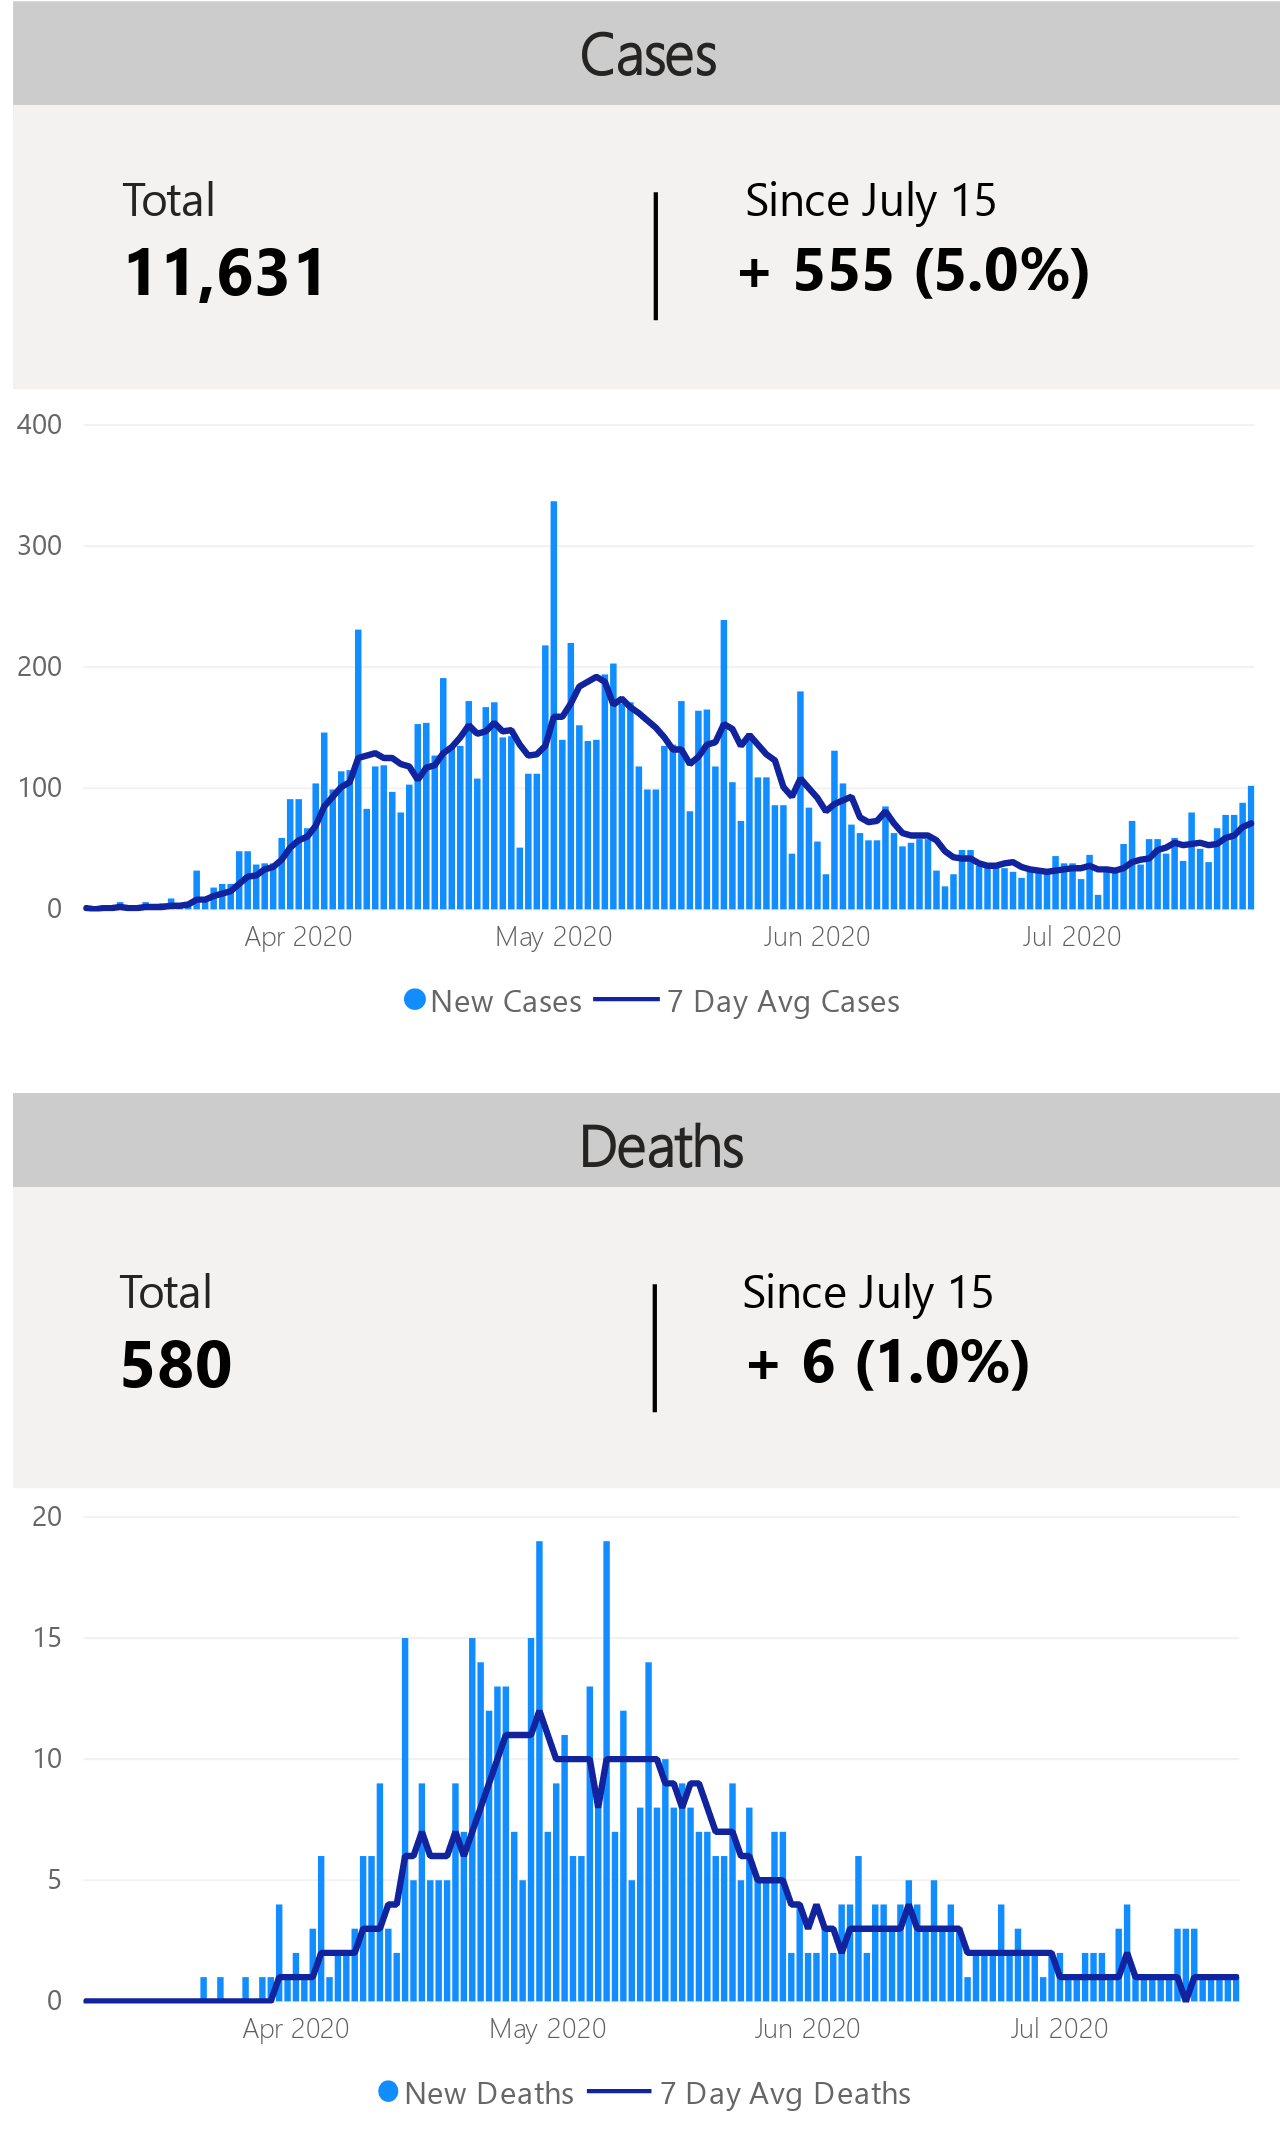 Cases
Total
Since July 15
11,631
+ 555 (5.0%)
400
300
200
100
0
Apr 2020
May 2020
Jun 2020
Jul 2020
New Cases
7 Day Avg Cases
Deaths
Total
Since July 15
580
+ 6 (1.0%)
20
15
10
5
0
Apr 2020
May 2020
Jun 2020
Jul 2020
New Deaths
7 Day Avg Deaths